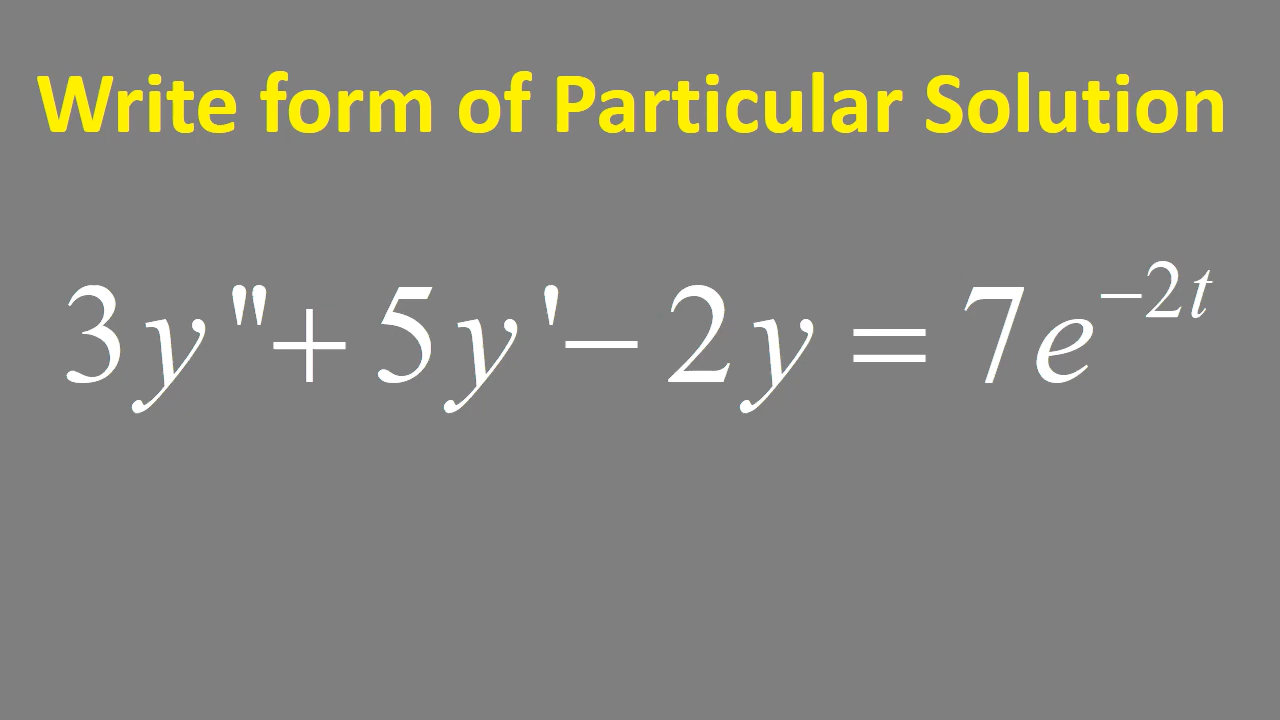 Write form of Particular Solution
3y"+5y'−2y=7e^{−2t}